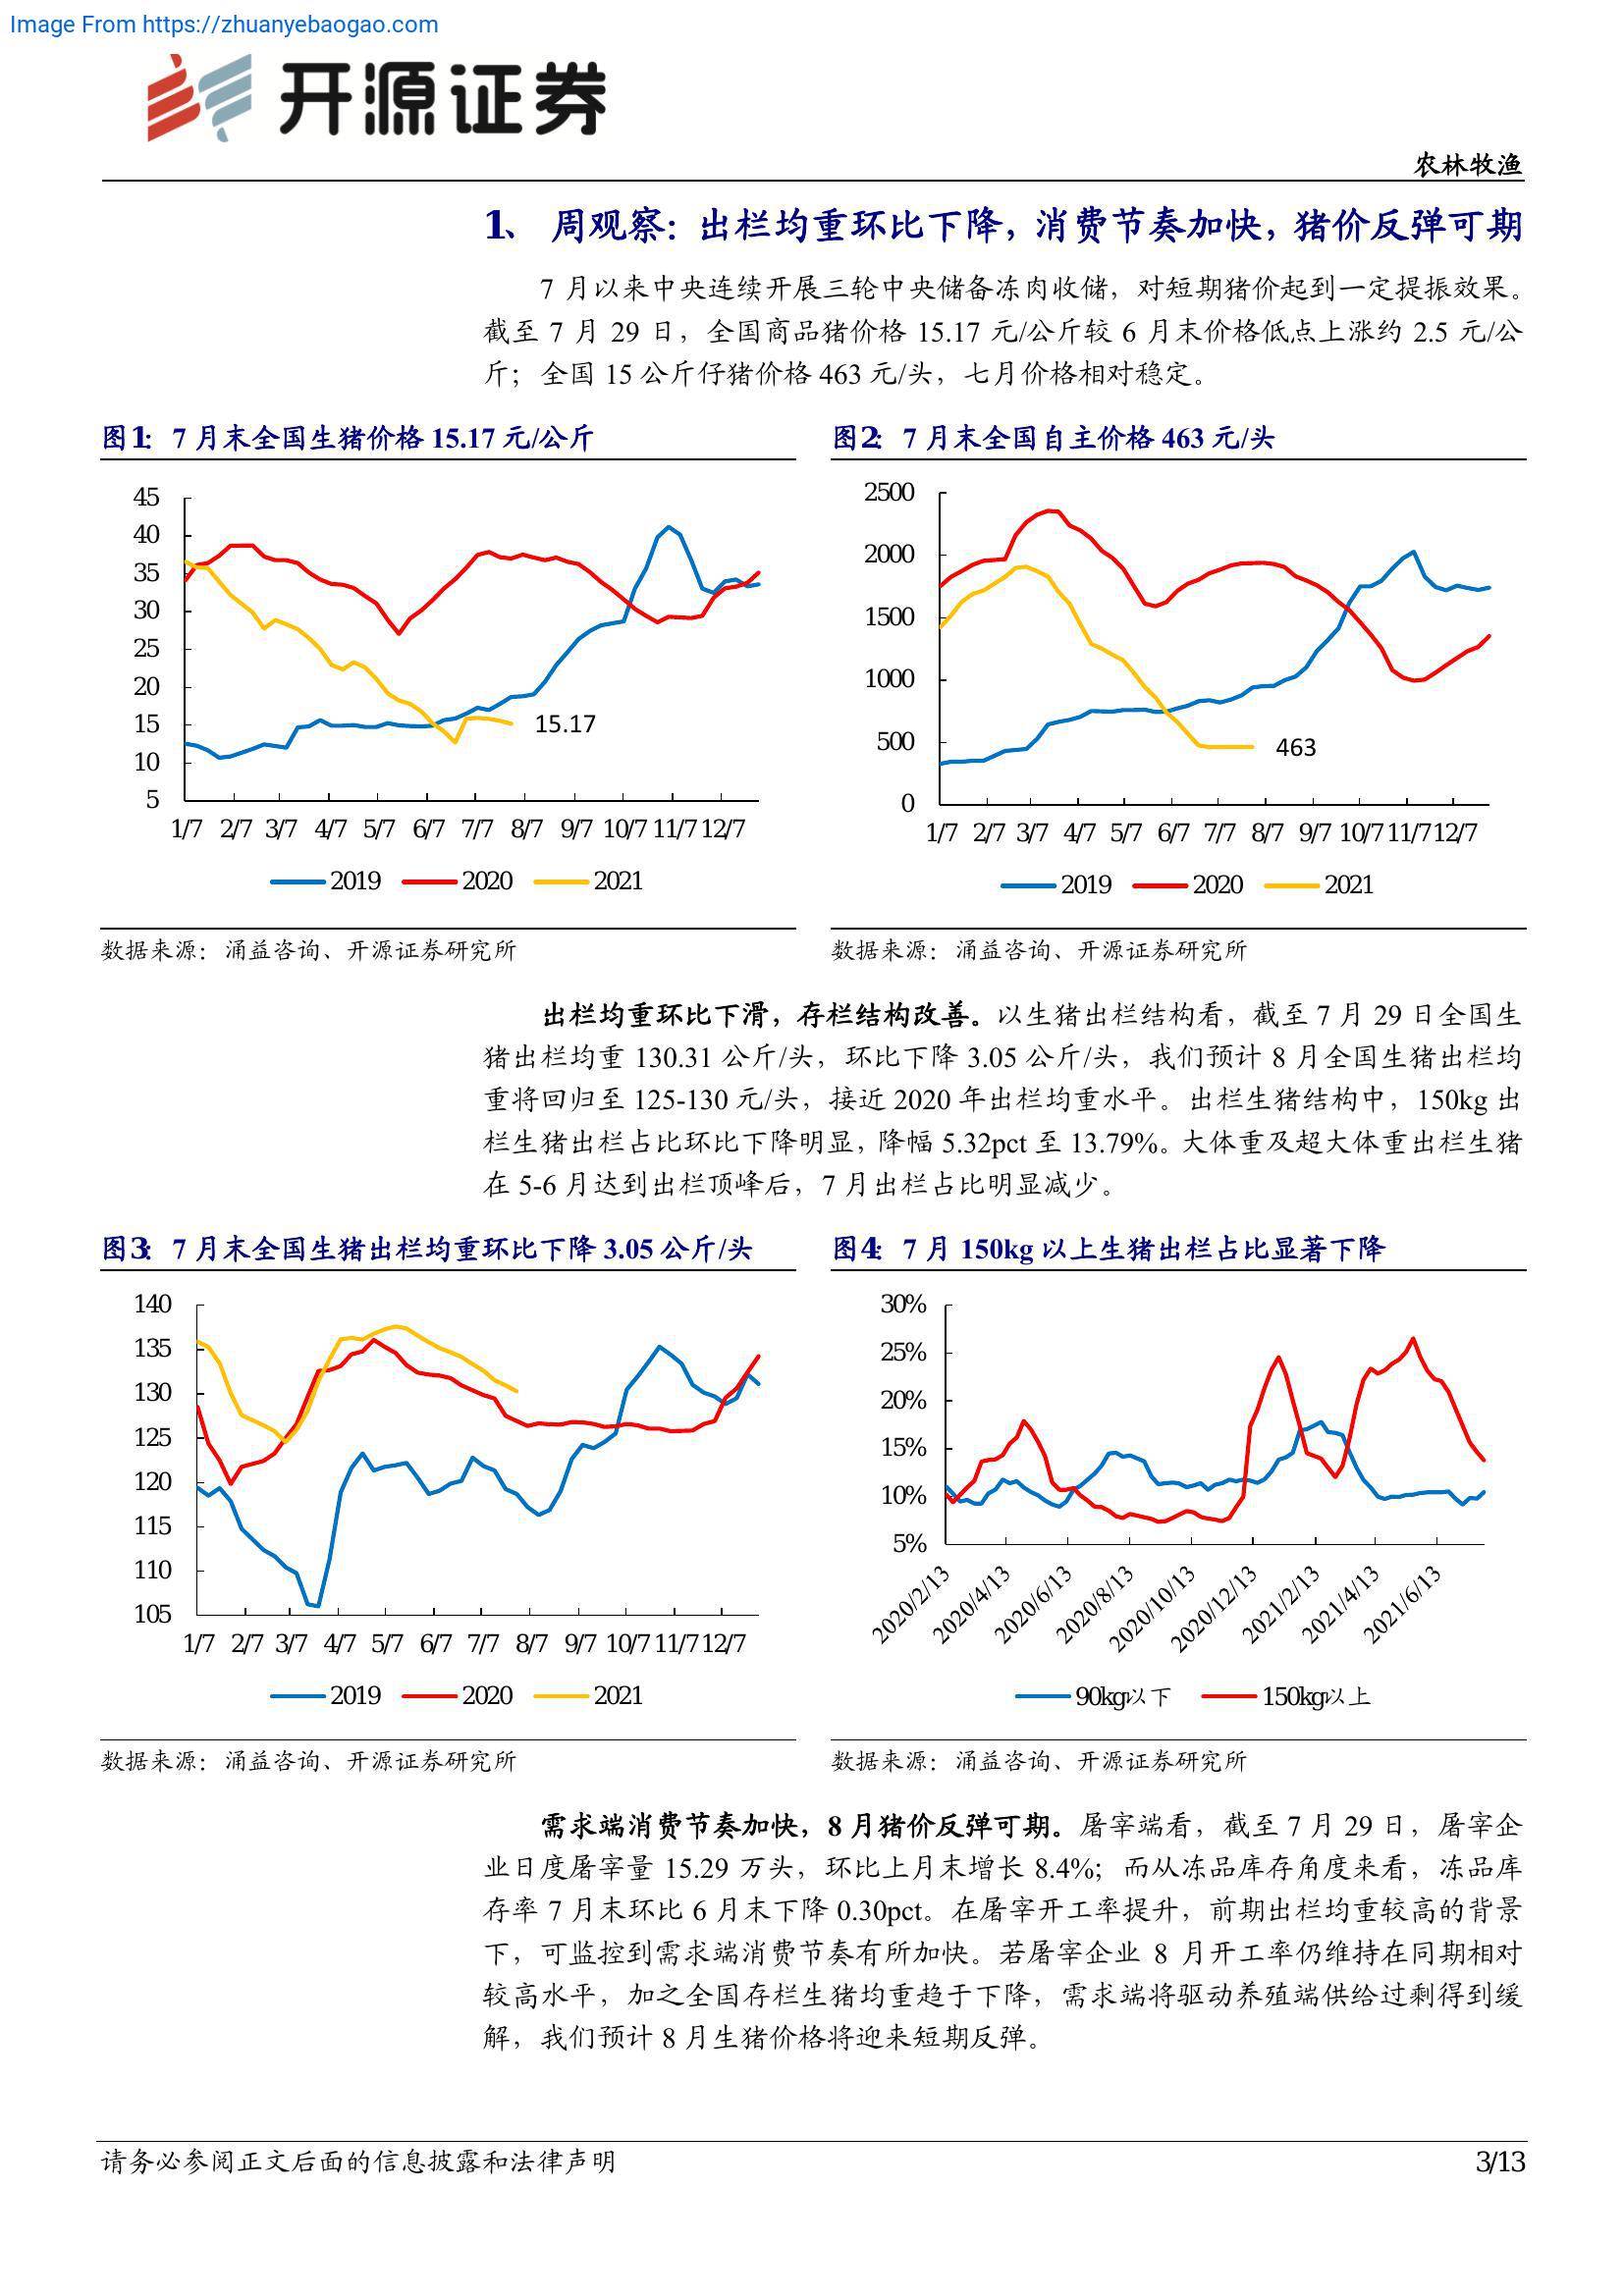 Image From https://zhuanyebaogao.com
开源证券
农林牧渔
1、 周观察：出栏均重环比下降，消费节奏加快，猪价反弹可期
7 月以来中央连续开展三轮中央储备冻肉收储，对短期猪价起到一定提振效果。
截至 7 月 29 日，全国商品猪价格 15.17 元/公斤较 6 月末价格低点上涨约 2.5 元/公
斤；全国 15 公斤仔猪价格 463 元/头，七月价格相对稳定。
图1： 7 月末全国生猪价格 15.17 元/公斤
图2： 7 月末全国自主价格 463 元/头
45
40
35
30
25
20
15
10
5
15.17
1/7 2/7 3/7 4/7 5/7 6/7 7/7 8/7 9/7 10/7 11/7 12/7
2019 2020 2021
2500
2000
1500
1000
500
0
463
1/7 2/7 3/7 4/7 5/7 6/7 7/7 8/7 9/7 10/7 11/7 12/7
2019 2020 2021
数据来源：涌益咨询、开源证券研究所
数据来源：涌益咨询、开源证券研究所
出栏均重环比下滑，存栏结构改善。以生猪出栏结构看，截至 7 月 29 日全国生
猪出栏均重 130.31 公斤/头，环比下降 3.05 公斤/头，我们预计 8 月全国生猪出栏均
重将回归至 125-130 元/头，接近 2020 年出栏均重水平。出栏生猪结构中，150kg 出
栏生猪出栏占比环比下降明显，降幅 5.32pct 至 13.79%。大体重及超大体重出栏生猪
在 5-6 月达到出栏顶峰后，7 月出栏占比明显减少。
图3： 7 月末全国生猪出栏均重环比下降 3.05 公斤/头
图4： 7 月 150kg 以上生猪出栏占比显著下降
140
135
130
125
120
115
110
105
1/7 2/7 3/7 4/7 5/7 6/7 7/7 8/7 9/7 10/7 11/7 12/7
2019 2020 2021
30%
25%
20%
15%
10%
5%
2020/2/13 2020/4/13 2020/6/13 2020/8/13 2020/10/13 2020/12/13 2021/2/13 2021/4/13 2021/6/13
90kg以下 150kg以上
数据来源：涌益咨询、开源证券研究所
数据来源：涌益咨询、开源证券研究所
需求端消费节奏加快，8 月猪价反弹可期。屠宰端看，截至 7 月 29 日，屠宰企
业日度屠宰量 15.29 万头，环比上月末增长 8.4%；而从冻品库存角度来看，冻品库
存率 7 月末环比 6 月末下降 0.30pct。在屠宰开工率提升，前期出栏均重较高的背景
下，可监控到需求端消费节奏有所加快。若屠宰企业 8 月开工率仍维持在同期相对
较高水平，加之全国存栏生猪均重趋于下降，需求端将驱动养殖端供给过剩得到缓
解，我们预计 8 月生猪价格将迎来短期反弹。
请务必参阅正文后面的信息披露和法律声明
3/13